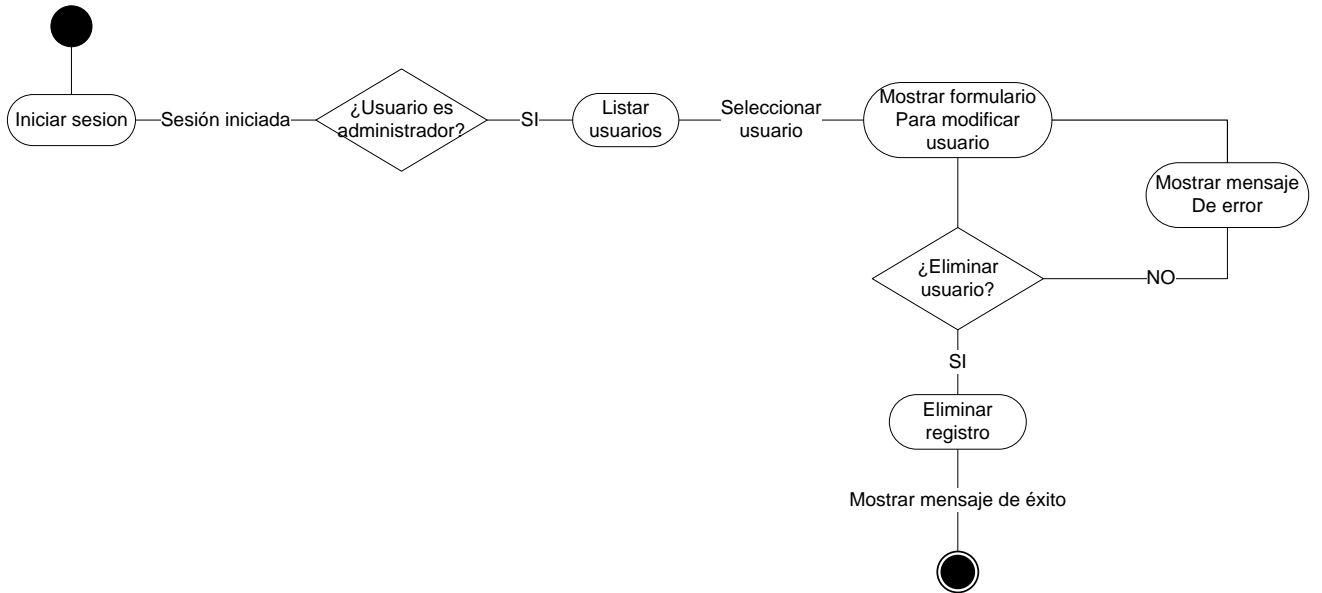 Iniciar sesion
Sesión iniciada
¿Usuario es
administrador?
SI
Listar
usuarios
Seleccionar
usuario
Mostrar formulario
Para modificar
usuario
Mostrar mensaje
De error
¿Eliminar
usuario?
NO
SI
Eliminar
registro
Mostrar mensaje de éxito